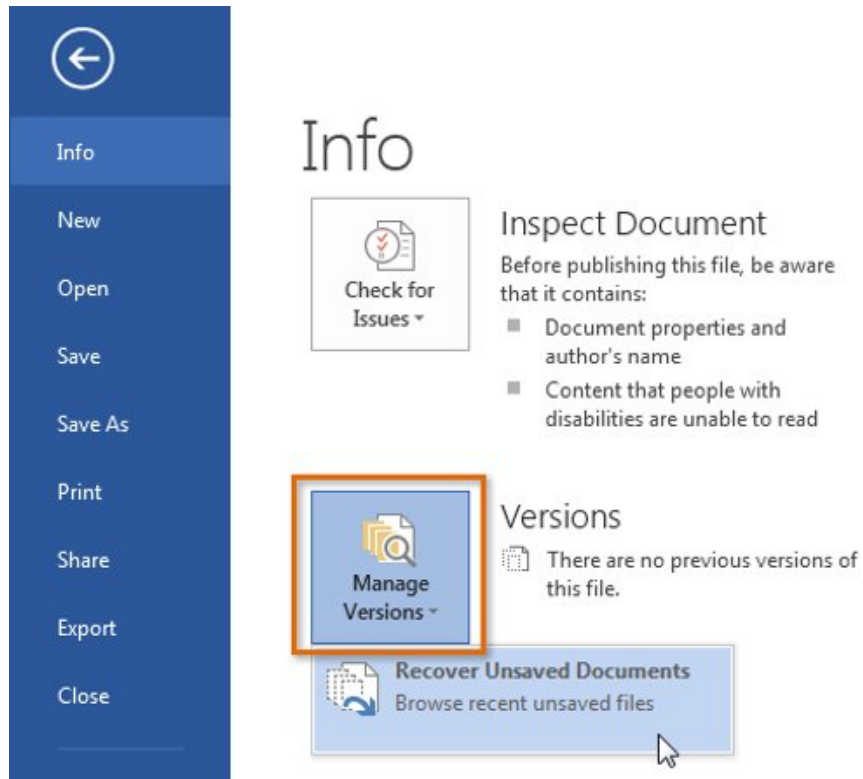 Info
New
Open
Save
Save As
Print
Share
Export
Close
Info
Check for
Issues
Inspect Document
Before publishing this file, be aware
that it contains:
Document properties and
author's name
Content that people with
disabilities are unable to read
Manage
Versions
Versions
There are no previous versions of
this file.
Recover Unsaved Documents
Browse recent unsaved files